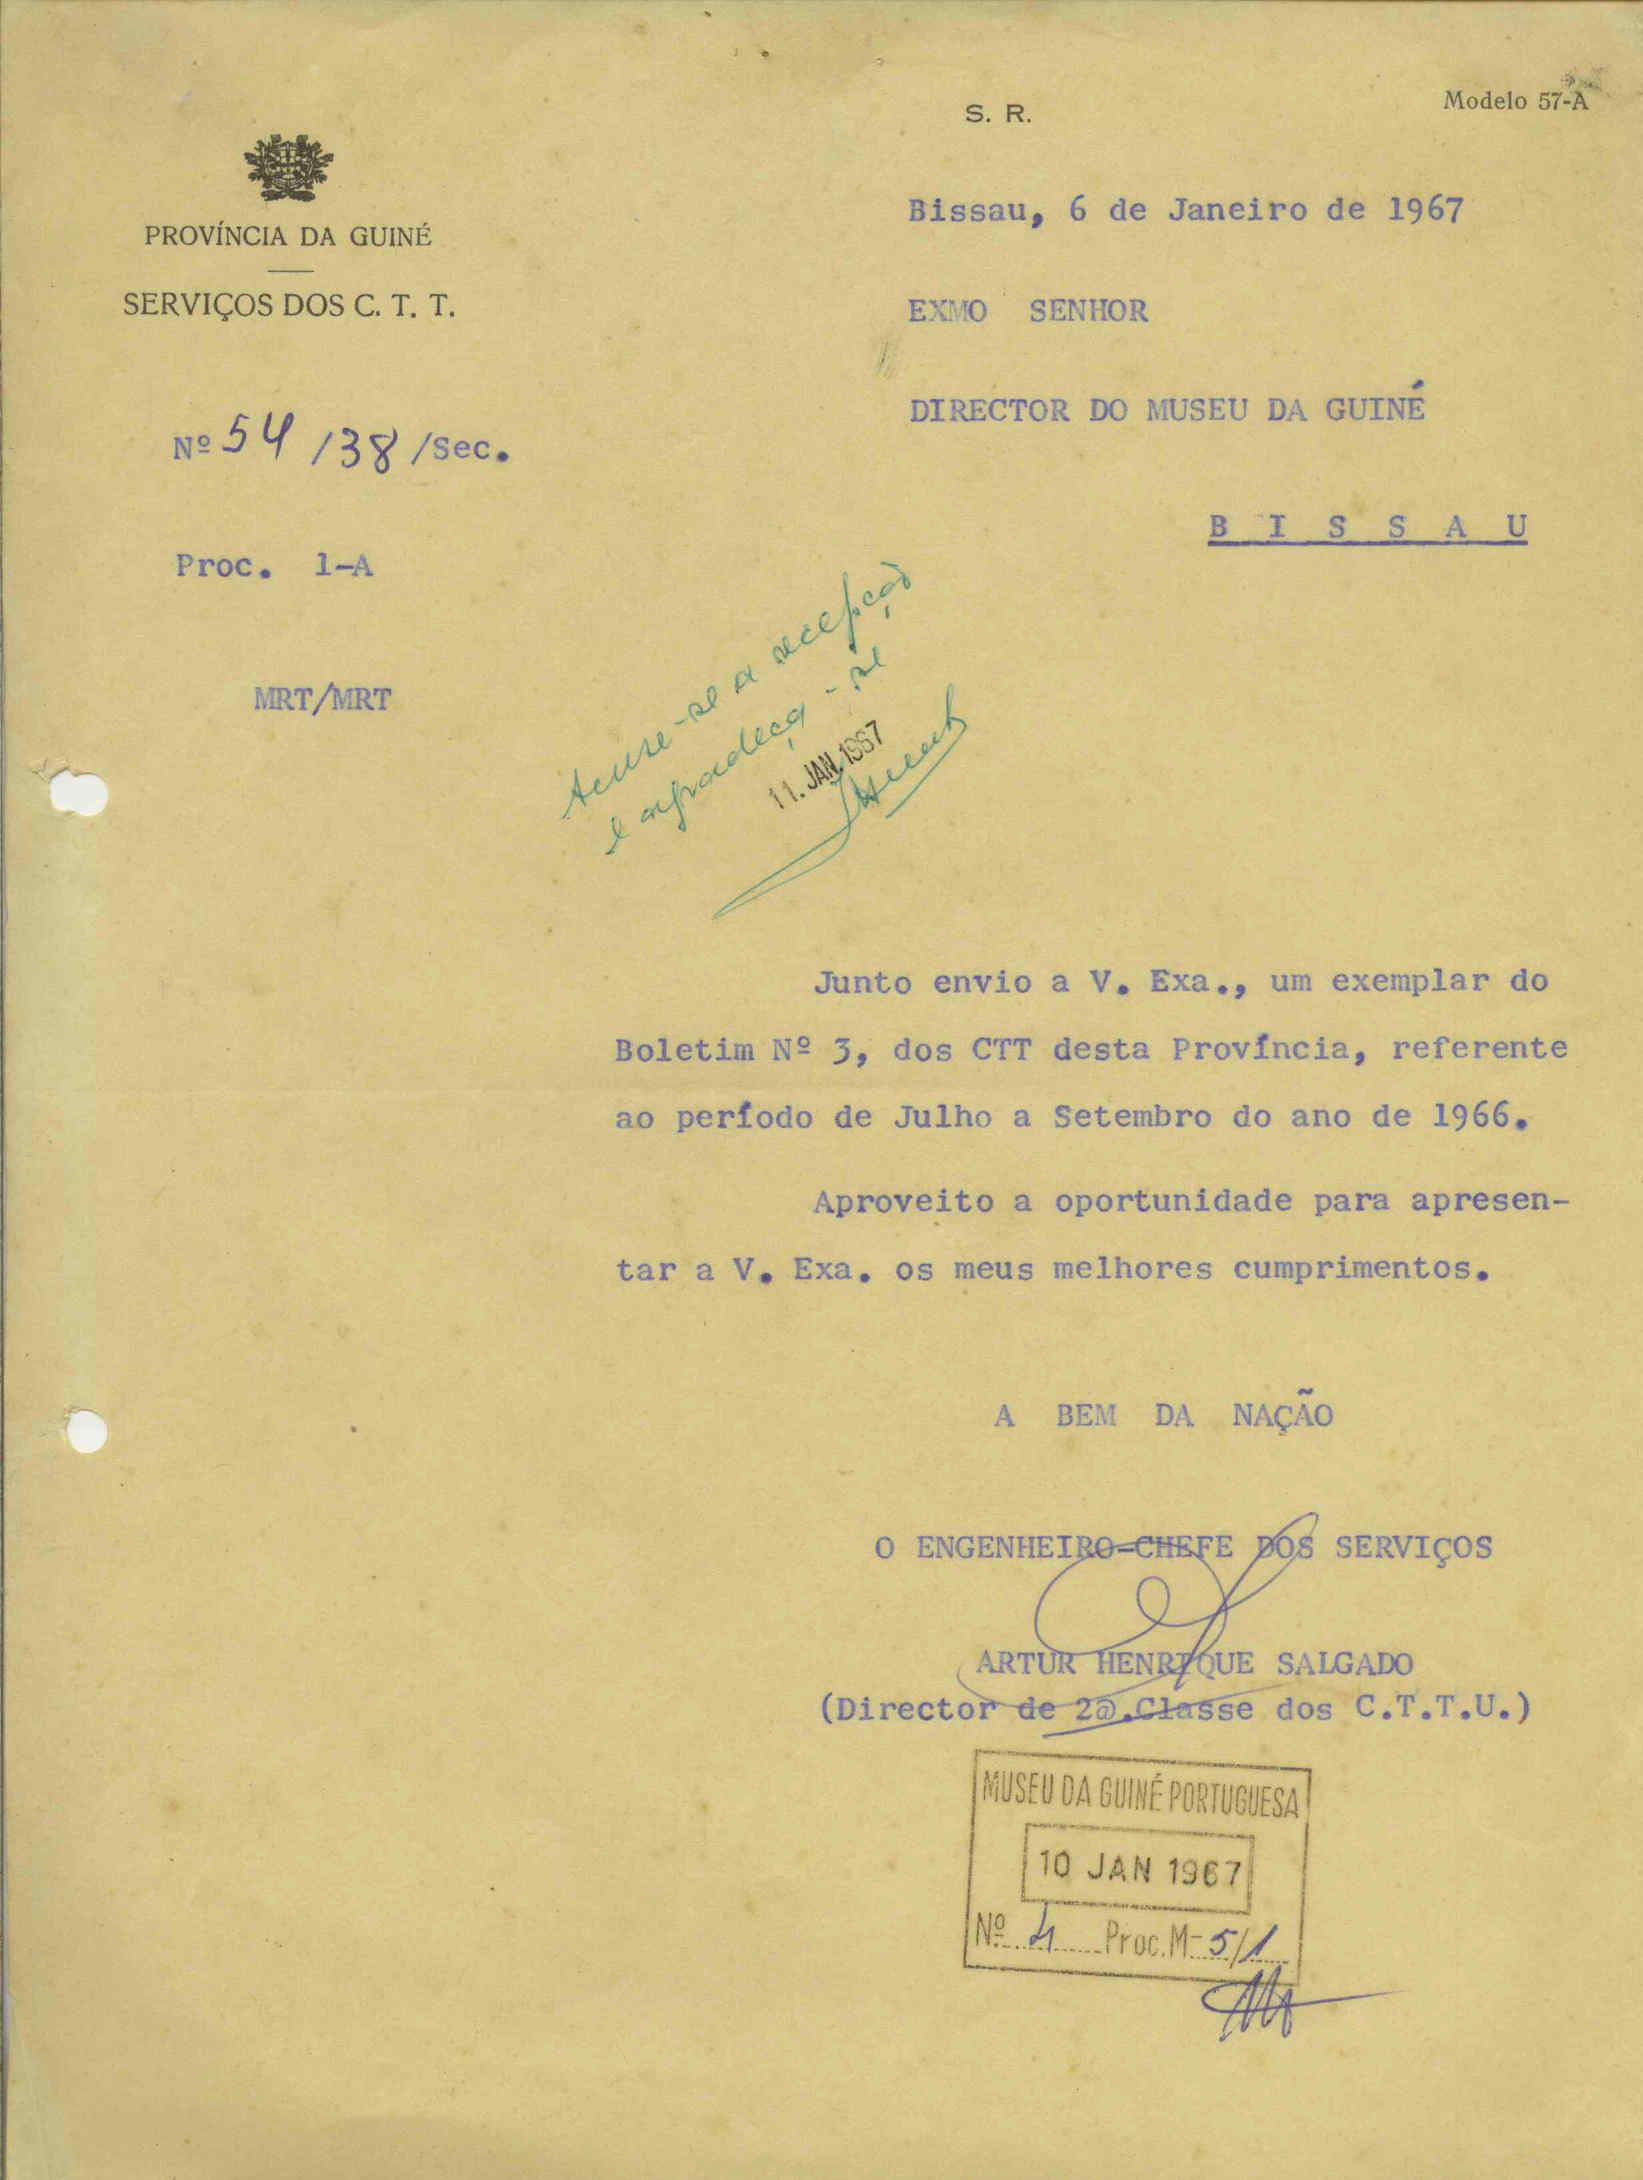 S. R.
Modelo 57-A
PROVÍNCIA DA GUINÉ
SERVIÇOS DOS C. T. T.
Bissau, 6 de Janeiro de 1967
EXMO SENHOR
DIRECTOR DO MUSEU DA GUINÉ
B I S S A U
Nº 54 /38 /Sec.
Proc. 1-A
MRT/MRT
Acuse-se a recepção
e agradeça-se
11. JAN. 1967
Junto envio a V. Exa., um exemplar do
Boletim Nº 3, dos CTT desta Província, referente
ao período de Julho a Setembro do ano de 1966.
Aproveito a oportunidade para apresen-
tar a V. Exa. os meus melhores cumprimentos.
A BEM DA NAÇÃO
O ENGENHEIRO-CHEFE DOS SERVIÇOS
ARTUR HENRIQUE SALGADO
(Director de 2@.Classe dos C.T.T.U.)
MUSEU DA GUINÉ PORTUGUESA
10 JAN 1967
Nº 4 Proc. M- 5/1